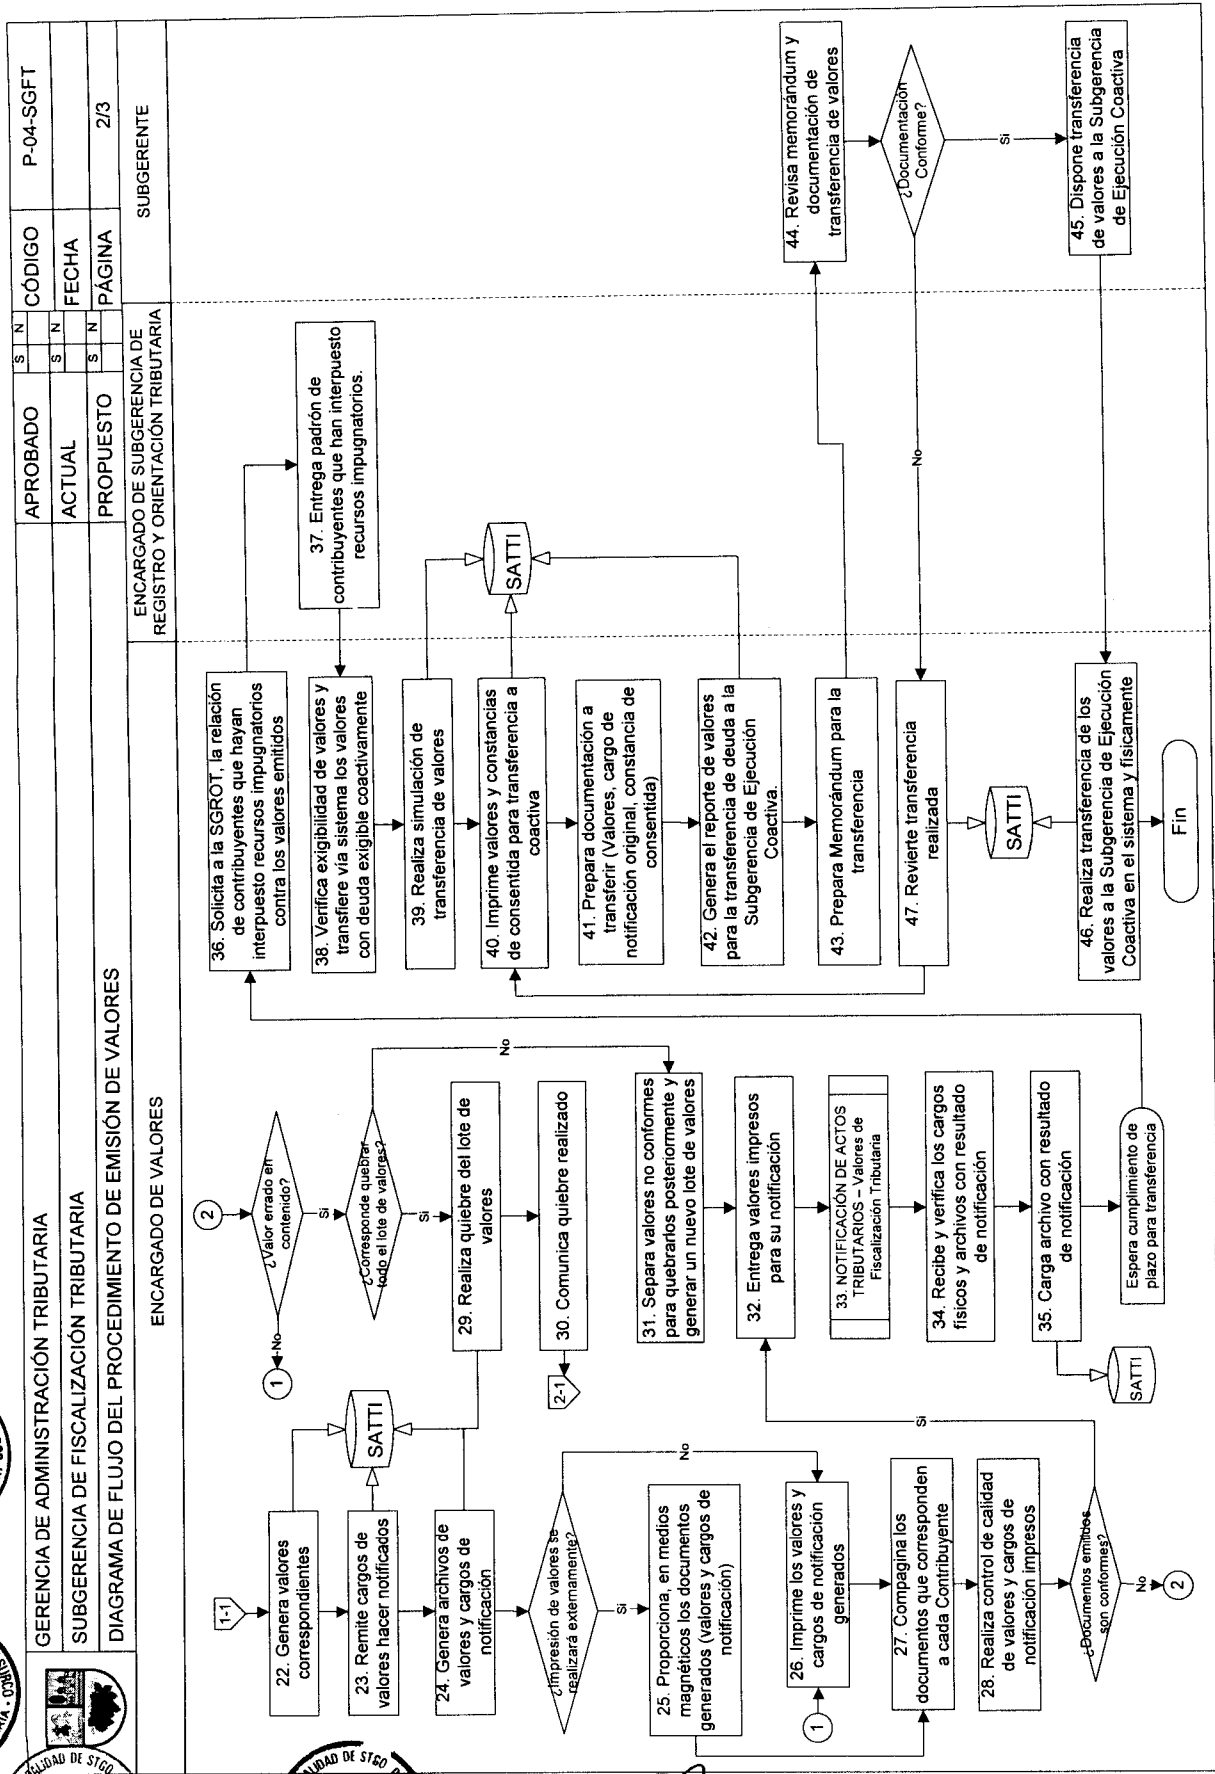 GERENCIA DE ADMINISTRACIÓN TRIBUTARIA
APROBADO
S
N
CÓDIGO
P-04-SGFT
SUBGERENCIA DE FISCALIZACIÓN TRIBUTARIA
ACTUAL
S
N
FECHA
DIAGRAMA DE FLUJO DEL PROCEDIMIENTO DE EMISIÓN DE VALORES
PROPUESTO
S
N
PÁGINA
2/3
ENCARGADO DE VALORES
ENCARGADO DE SUBGERENCIA DE
REGISTRO Y ORIENTACIÓN TRIBUTARIA
SUBGERENTE
1-1
22. Genera valores
correspondientes
23. Remite cargos de
valores hacer notificados
24. Genera archivos de
valores y cargos de
notificación
SATTI
¿Impresión de valores se
realizará externamente?
Si
No
25. Proporciona, en medios
magnéticos los documentos
generados (valores y cargos de
notificación)
1
26. Imprime los valores y
cargos de notificación
generados
27. Compagina los
documentos que corresponden
a cada Contribuyente
28. Realiza control de calidad
de valores y cargos de
notificación impresos
¿Documentos emitidos
son conformes?
Si
No
2
2
¿Valor errado en
contenido?
No
1
Si
¿Corresponde quebrar
todo el lote de valores?
No
Si
29. Realiza quiebre del lote de
valores
30. Comunica quiebre realizado
2-1
31. Separa valores no conformes
para quebrarlos posteriormente y
generar un nuevo lote de valores
32. Entrega valores impresos
para su notificación
33. NOTIFICACIÓN DE ACTOS
TRIBUTARIOS – Valores de
Fiscalización Tributaria
34. Recibe y verifica los cargos
físicos y archivos con resultado
de notificación
35. Carga archivo con resultado
de notificación
SATTI
Espera cumplimiento de
plazo para transferencia
36. Solicita a la SGROT, la relación
de contribuyentes que hayan
interpuesto recursos impugnatorios
contra los valores emitidos
37. Entrega padrón de
contribuyentes que han interpuesto
recursos impugnatorios.
38. Verifica exigibilidad de valores y
transfiere vía sistema los valores
con deuda exigible coactivamente
39. Realiza simulación de
transferencia de valores
40. Imprime valores y constancias
de consentida para transferencia a
coactiva
SATTI
41. Prepara documentación a
transferir (Valores, cargo de
notificación original, constancia de
consentida)
42. Genera el reporte de valores
para la transferencia de deuda a la
Subgerencia de Ejecución
Coactiva.
43. Prepara Memorándum para la
transferencia
44. Revisa memorándum y
documentación de
transferencia de valores
¿Documentación
Conforme?
No
Si
47. Revierte transferencia
realizada
SATTI
45. Dispone transferencia
de valores a la Subgerencia
de Ejecución Coactiva
46. Realiza transferencia de los
valores a la Subgerencia de Ejecución
Coactiva en el sistema y físicamente
Fin